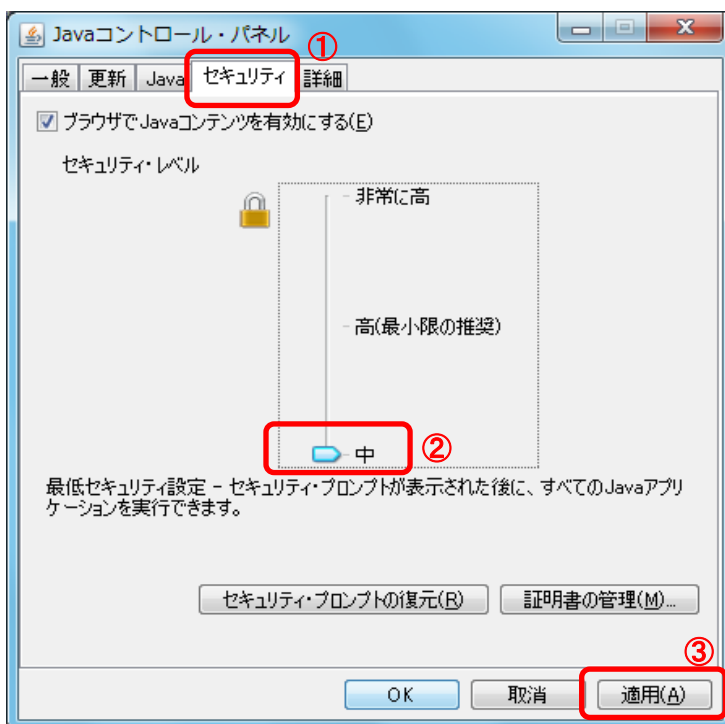 Javaコントロール・パネル
①
一般 更新 Java セキュリティ 詳細
ブラウザでJavaコンテンツを有効にする(E)
セキュリティ・レベル
非常に高
高(最小限の推奨)
中
②
最低セキュリティ設定 - セキュリティ・プロンプトが表示された後に、すべてのJavaアプリ
ケーションを実行できます。
セキュリティ・プロンプトの復元(R) 証明書の管理(M)...
③
OK 取消 適用(A)